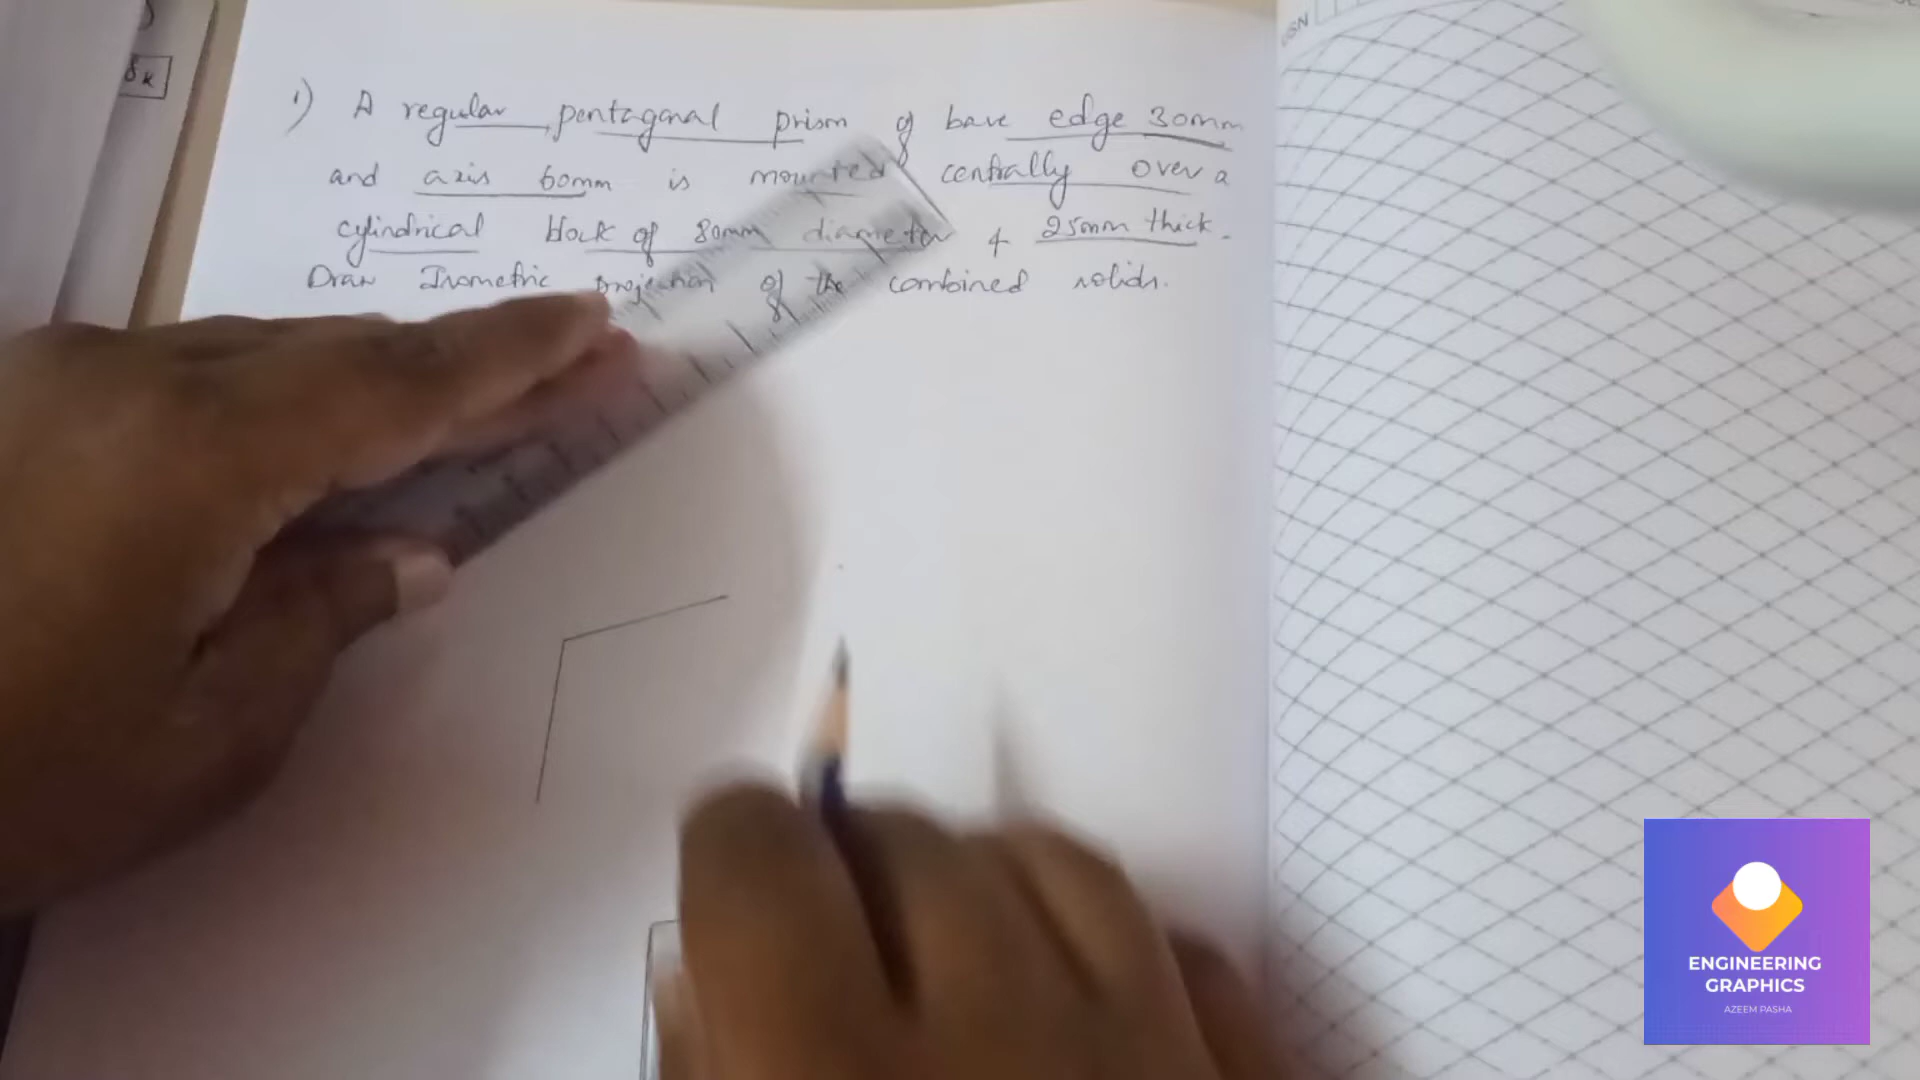 8x
1) A regular pentagonal prism of base edge 30mm
and axis 60mm is mounted centrally over a
cylindrical block of 80mm diameter & 25mm thick.
Draw Isometric projection of the combined solids.
ENGINEERING
GRAPHICS
AZEEM PASHA